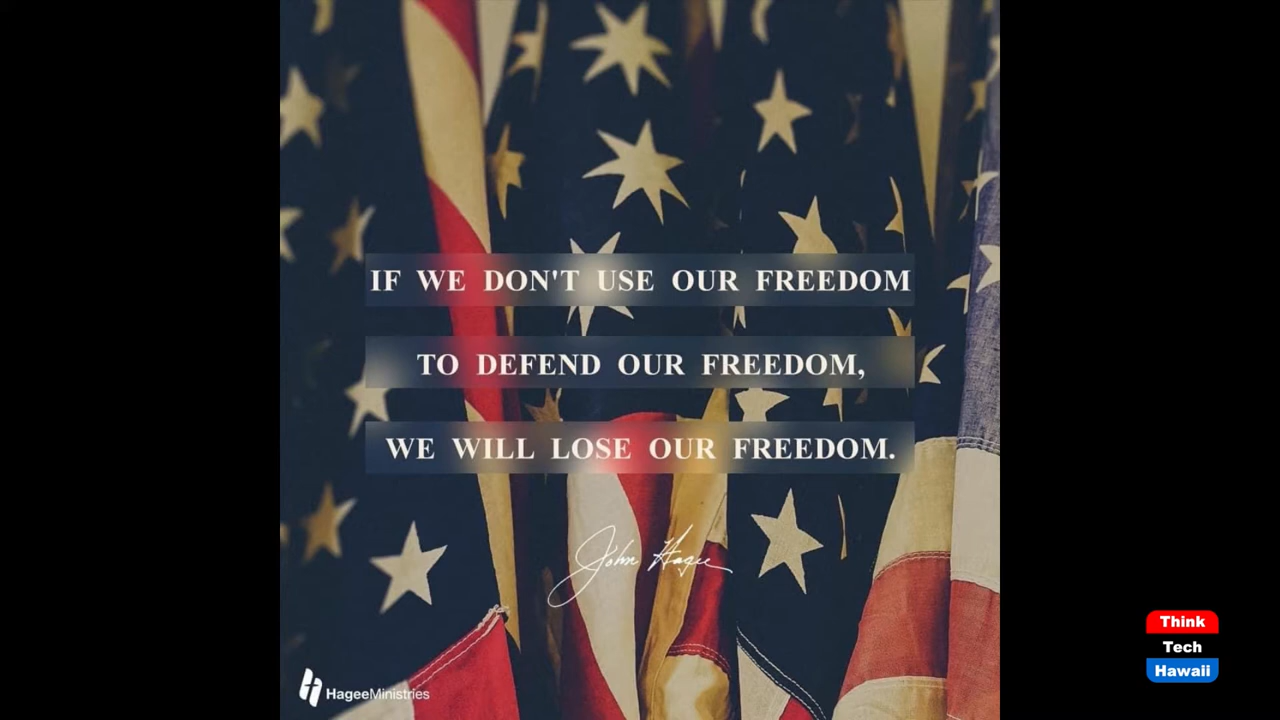 IF WE DON'T USE OUR FREEDOM
TO DEFEND OUR FREEDOM,
WE WILL LOSE OUR FREEDOM.
John Hagee
HageeMinistries
Think
Tech
Hawaii